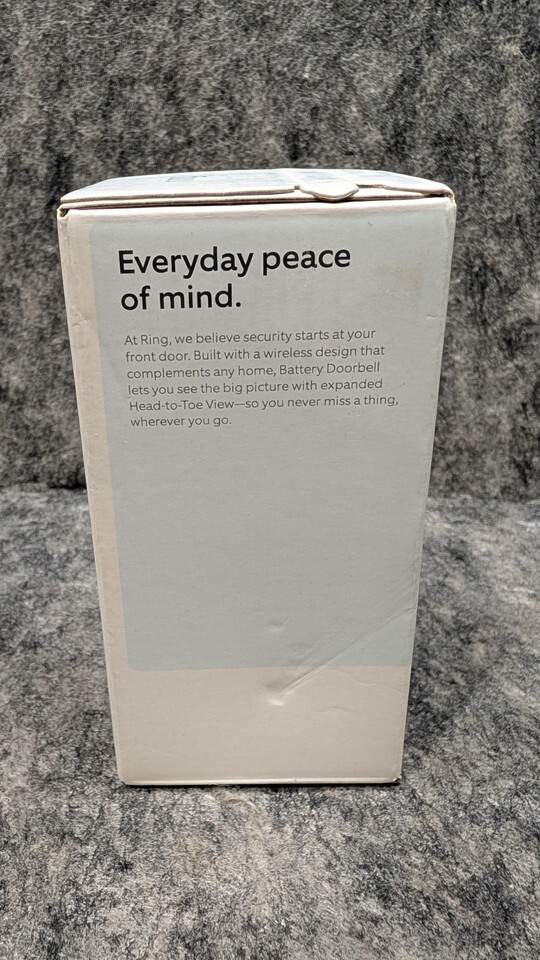 Everyday peace
of mind.
At Ring, we believe security starts at your
front door. Built with a wireless design that
complements any home, Battery Doorbell
lets you see the big picture with expanded
Head-to-Toe View—so you never miss a thing,
wherever you go.